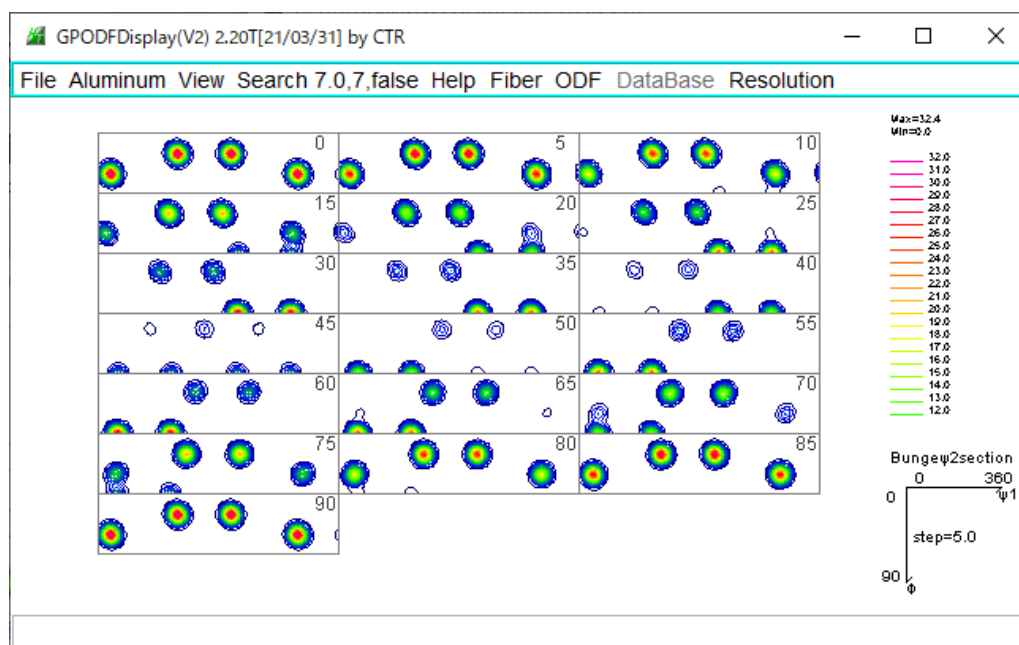 GPODFDisplay(V2) 2.20T[21/03/31] by CTR
File Aluminum View Search 7.0,7,false Help Fiber ODF DataBase Resolution
Max=32.4
Min=0.0
0 5 10
15 20 25
30 35 40
45 50 55
60 65 70
75 80 85
90
32.0
31.0
30.0
29.0
28.0
27.0
26.0
25.0
24.0
23.0
22.0
21.0
20.0
19.0
18.0
17.0
16.0
15.0
14.0
13.0
12.0
Bungeψ2section
0 360
0 ψ1
step=5.0
90
Φ